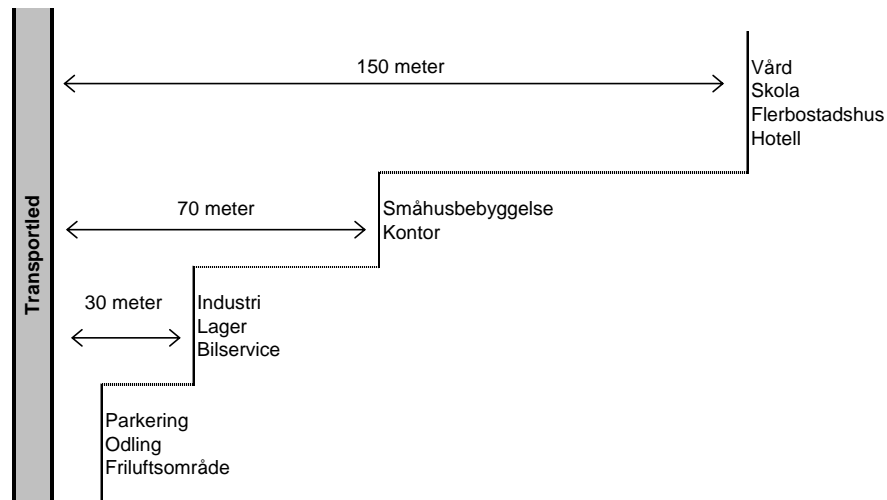 Transportled
150 meter
Vård
Skola
Flerbostadshus
Hotell
70 meter
Småhusbebyggelse
Kontor
30 meter
Industri
Lager
Bilservice
Parkering
Odling
Friluftsområde